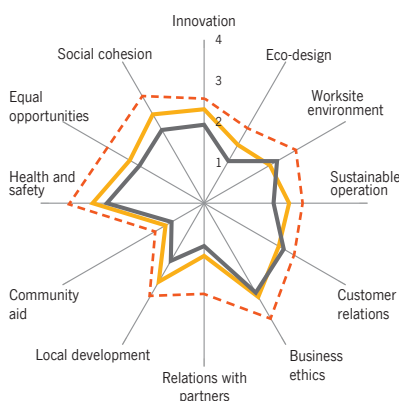 Innovation
4
3
2
1
Eco-design
Worksite
environment
Sustainable
operation
Customer
relations
Business
ethics
Relations with
partners
Local development
Community
aid
Health and
safety
Equal
opportunities
Social cohesion